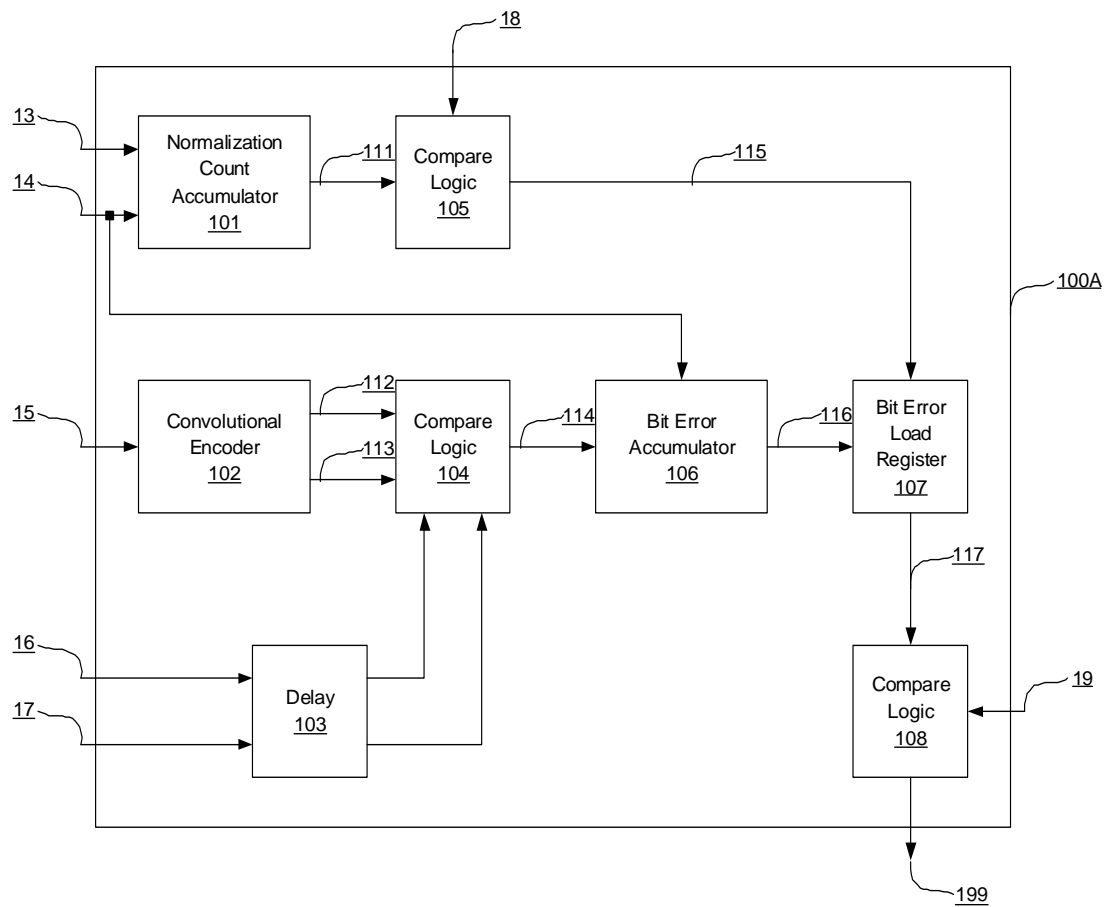 18
13
14
Normalization
Count
Accumulator
101
111
Compare
Logic
105
115
100A
15
Convolutional
Encoder
102
112
113
Compare
Logic
104
114
Bit Error
Accumulator
106
116
Bit Error
Load
Register
107
117
16
17
Delay
103
Compare
Logic
108
19
199